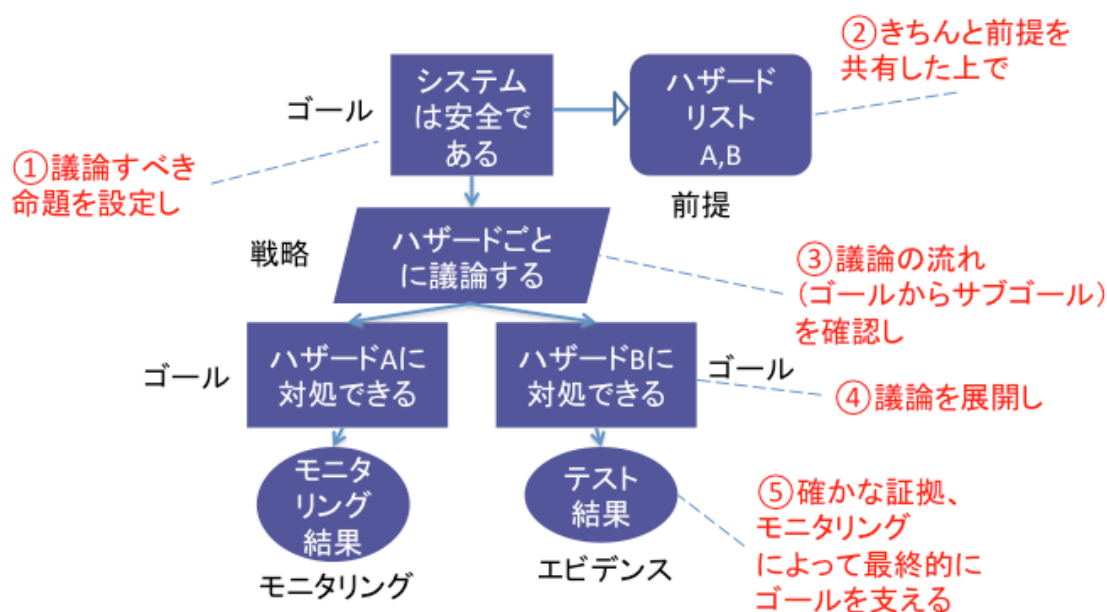 ②きちんと前提を
共有した上で
ゴール
システム
は安全で
ある
ハザード
リスト
A,B
前提
①議論すべき
命題を設定し
戦略
ハザードごと
に議論する
③議論の流れ
（ゴールからサブゴール）
を確認し
ゴール
ハザードAに
対処できる
ハザードBに
対処できる
ゴール
④議論を展開し
モニタ
リング
結果
モニタリング
テスト
結果
エビデンス
⑤確かな証拠、
モニタリング
によって最終的に
ゴールを支える